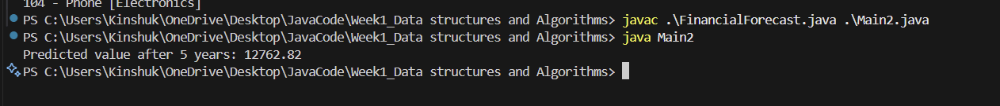 104 - Phone [Electronics]
PS C:\Users\Kinshuk\OneDrive\Desktop\JavaCode\Week1_Data structures and Algorithms> javac .\FinancialForecast.java .\Main2.java
PS C:\Users\Kinshuk\OneDrive\Desktop\JavaCode\Week1_Data structures and Algorithms> java Main2
Predicted value after 5 years: 12762.82
PS C:\Users\Kinshuk\OneDrive\Desktop\JavaCode\Week1_Data structures and Algorithms>